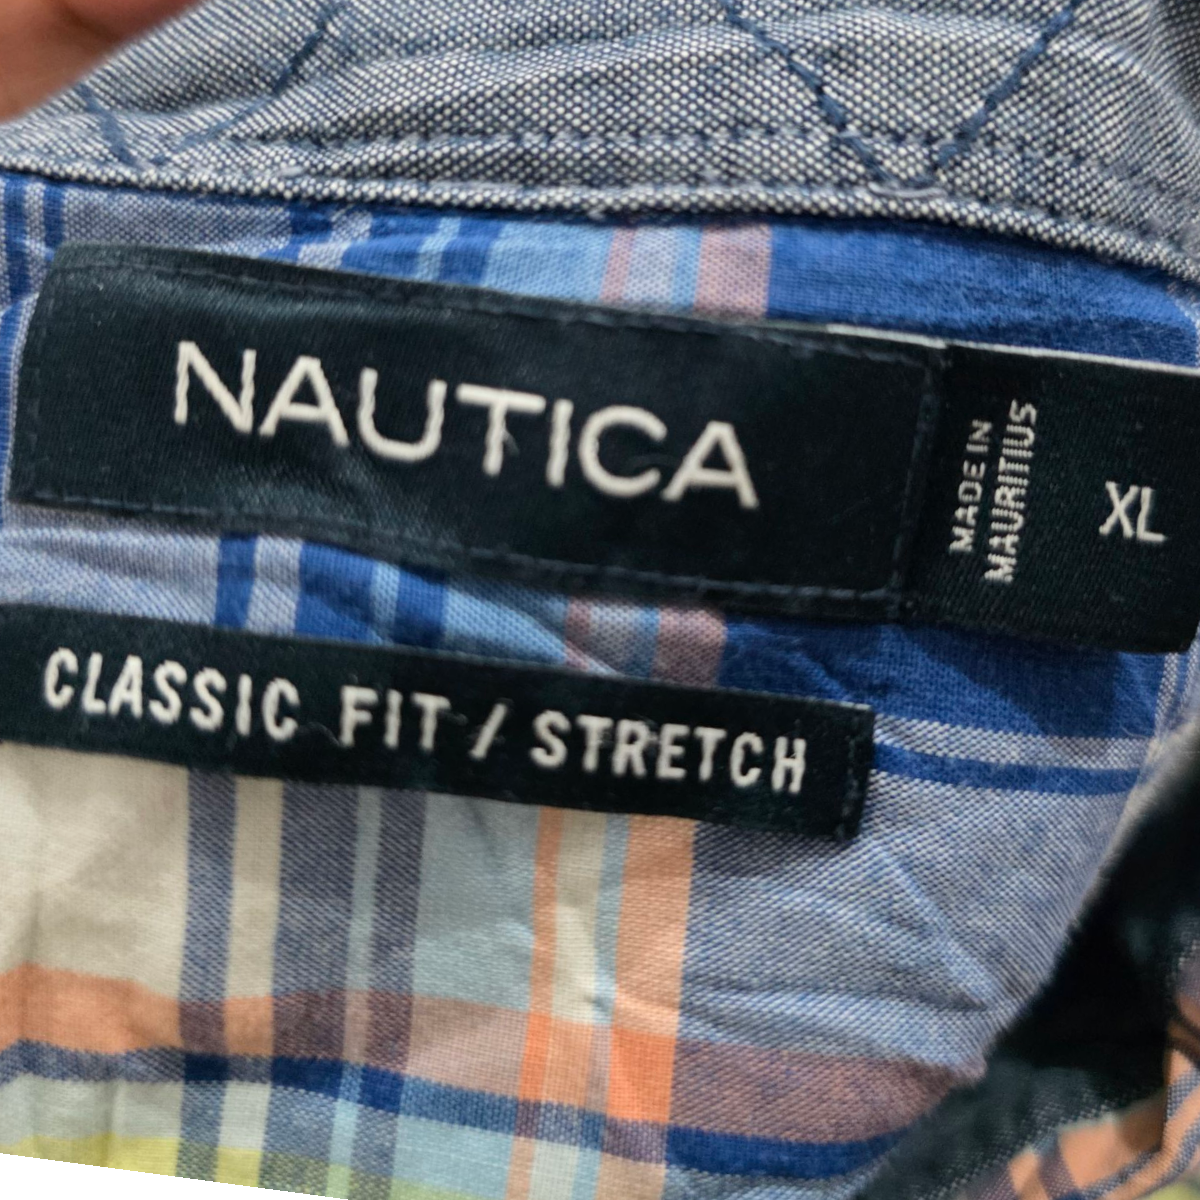 NAUTICA
MADE IN
MAURITIUS
XL
CLASSIC FIT / STRETCH